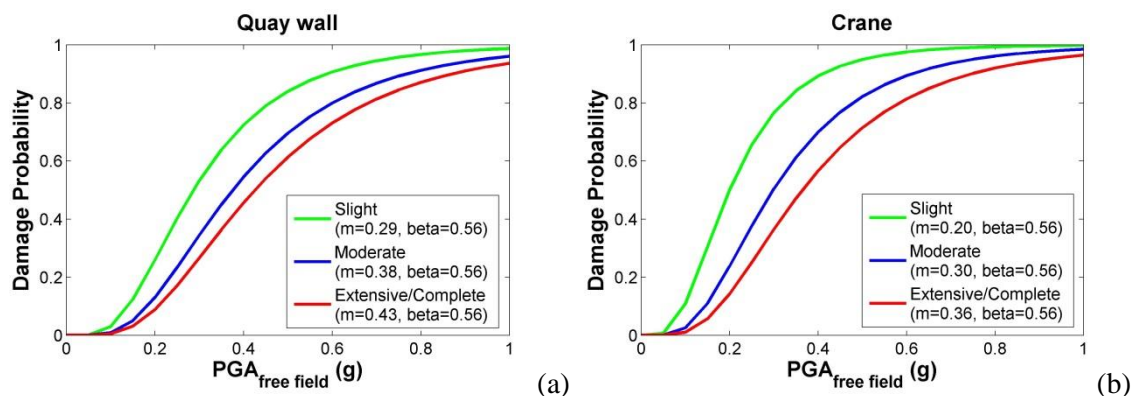 Quay wall
Damage Probability
1
0.8
0.6
0.4
0.2
0
0 0.2 0.4 0.6 0.8 1
PGA free field (g)
Slight
(m=0.29, beta=0.56)
Moderate
(m=0.38, beta=0.56)
Extensive/Complete
(m=0.43, beta=0.56)
(a)
Crane
Damage Probability
1
0.8
0.6
0.4
0.2
0
0 0.2 0.4 0.6 0.8 1
PGA free field (g)
Slight
(m=0.20, beta=0.56)
Moderate
(m=0.30, beta=0.56)
Extensive/Complete
(m=0.36, beta=0.56)
(b)